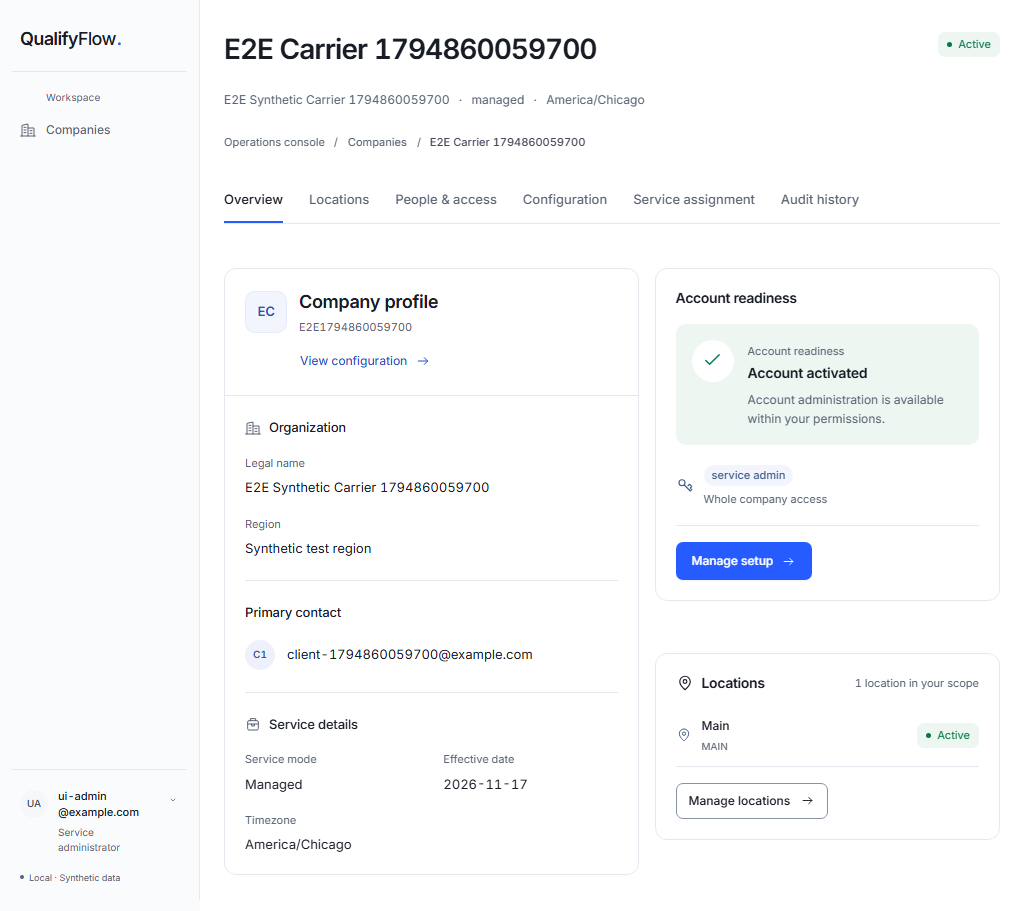 QualifyFlow.
Workspace
Companies
UA
ui-admin
@example.com
Service
administrator
Local · Synthetic data
E2E Carrier 1794860059700
Active
E2E Synthetic Carrier 1794860059700 · managed · America/Chicago
Operations console / Companies / E2E Carrier 1794860059700
Overview Locations People & access Configuration Service assignment Audit history
EC
Company profile
E2E1794860059700
View configuration →
Organization
Legal name
E2E Synthetic Carrier 1794860059700
Region
Synthetic test region
Primary contact
C1
client-1794860059700@example.com
Service details
Service mode Effective date
Managed 2026-11-17
Timezone
America/Chicago
Account readiness
Account readiness
Account activated
Account administration is available
within your permissions.
service admin
Whole company access
Manage setup →
Locations
1 location in your scope
Main
MAIN
Active
Manage locations →